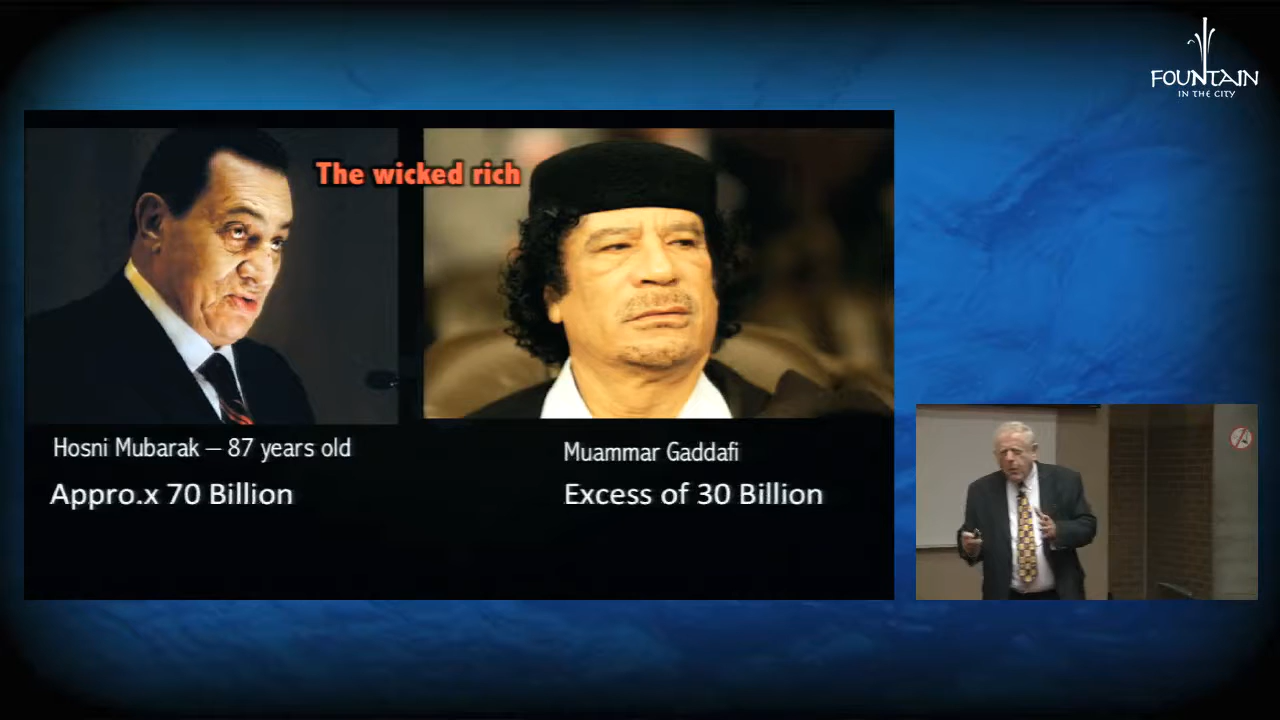 FOUNTAIN
IN THE CITY
The wicked rich
Hosni Mubarak – 87 years old
Appro.x 70 Billion
Muammar Gaddafi
Excess of 30 Billion